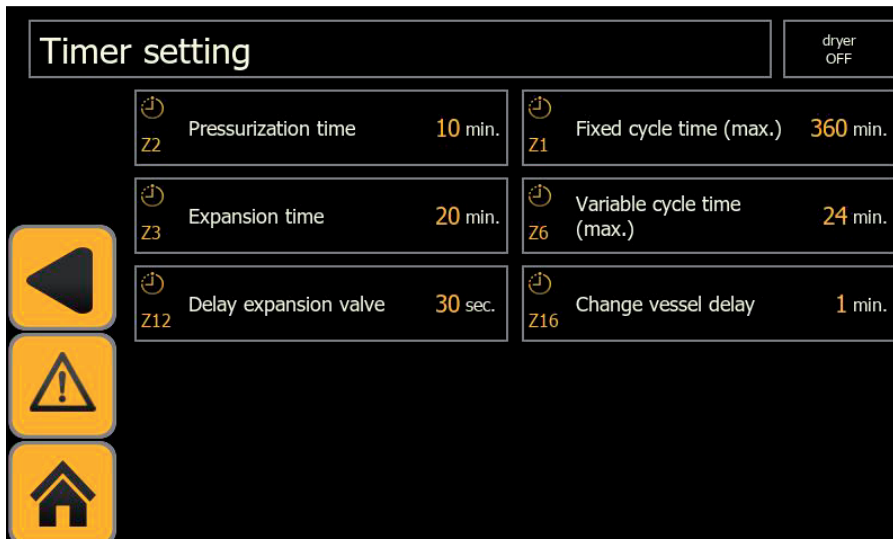 Timer setting
dryer
OFF
Z2 Pressurization time 10 min.
Z1 Fixed cycle time (max.) 360 min.
Z3 Expansion time 20 min.
Z6 Variable cycle time
(max.) 24 min.
Z12 Delay expansion valve 30 sec.
Z16 Change vessel delay 1 min.